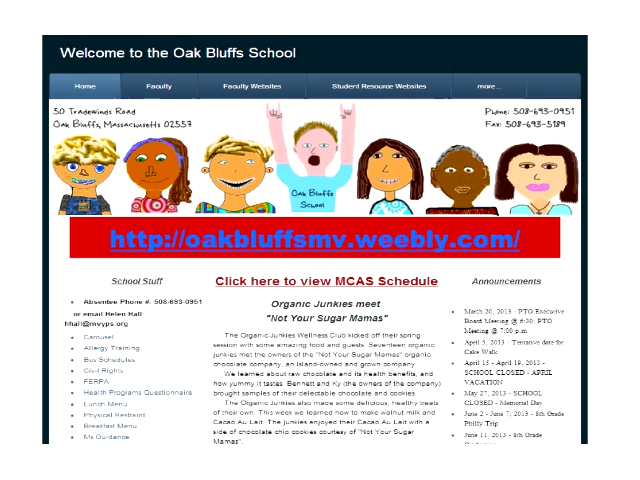 Welcome to the Oak Bluffs School
Home Faculty Faculty Websites Student Resource Websites more...
50 Tradewinds Road
Oak Bluffs, Massachusetts 02557
Phone: 508-693-0951
Fax: 508-693-5189
Oak Bluffs
School
http://oakbluffsmv.weebly.com/
School Stuff
Absentee Phone #: 508-693-0951
or email Helen Hall
hhall@mvyps.org
Carousel
Allergy Training
Bus Schedules
Civil Rights
FERPA
Health Programs Questionnaire
Lunch Menu
Physical Restraint
Breakfast Menu
Ms Guidance
Click here to view MCAS Schedule
Organic Junkies meet
"Not Your Sugar Mamas"
The Organic Junkies Wellness Club kicked off their spring
session with some amazing food and guests. Seventeen organic
junkies met the owners of the "Not Your Sugar Mamas" organic
chocolate company, an island-owned and grown company.
We learned about raw chocolate and its health benefits, and
how yummy it tastes. Bennett and Ky (the owners of the company)
brought samples of their delectable chocolate and cookies.
The Organic Junkies also made some delicious, healthy treats
of their own. This week we learned how to make walnut milk and
Cacao Au Lait. The junkies enjoyed their Cacao Au Lait with a
side of chocolate chip cookies courtesy of "Not Your Sugar
Mamas".
Announcements
March 20, 2013 - PTO Executive
Board Meeting @ 6:30; PTO
Meeting @ 7:00 p.m
April 5, 2013 - Tentative date for
Cake Walk
April 15 - April 19, 2013 -
SCHOOL CLOSED - APRIL
VACATION
May 27, 2013 - SCHOOL
CLOSED - Memorial Day
June 2 - June 7, 2013 - 8th Grade
Philly Trip
June 11, 2013 - 8th Grade